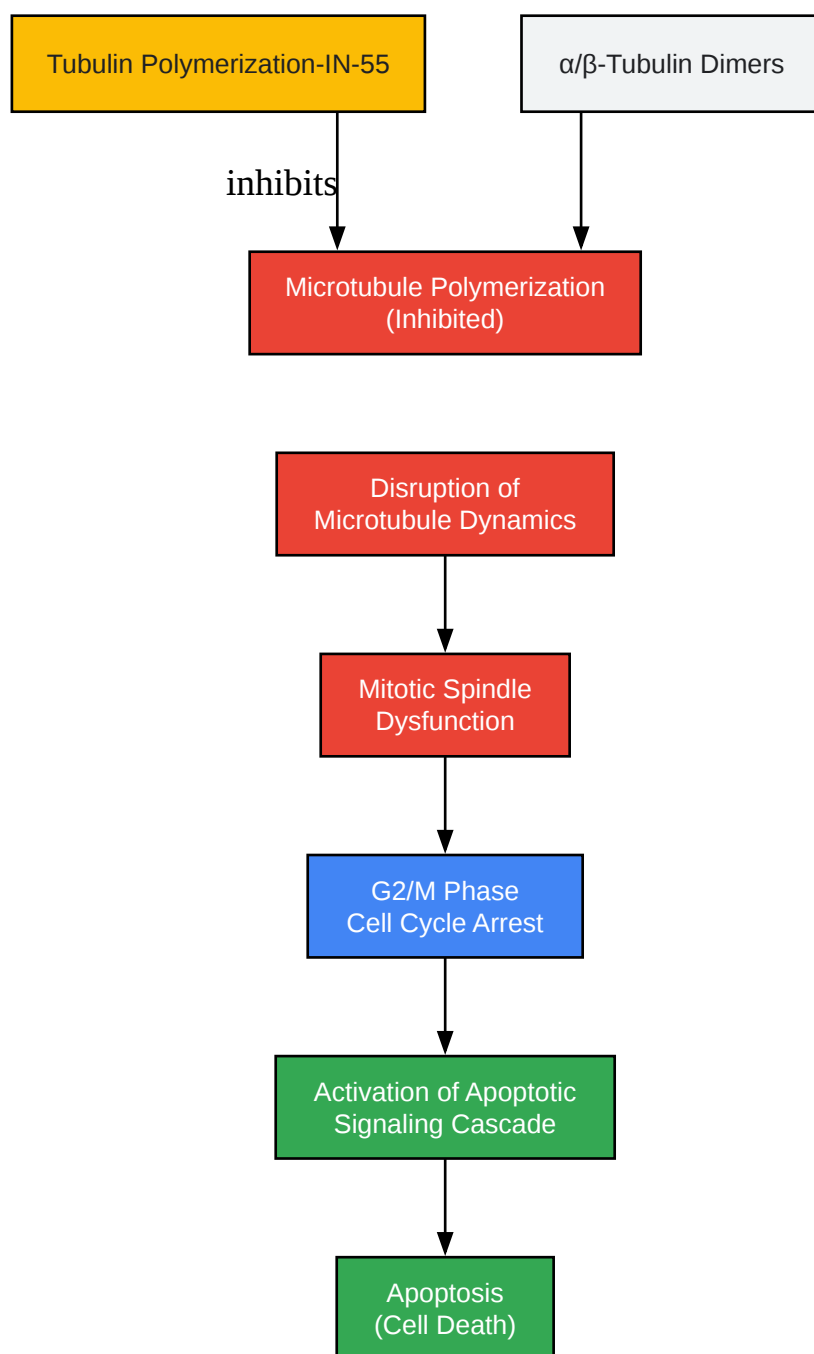 Tubulin Polymerization-IN-55
α/β-Tubulin Dimers
inhibits
Microtubule Polymerization
(Inhibited)
Disruption of
Microtubule Dynamics
Mitotic Spindle
Dysfunction
G2/M Phase
Cell Cycle Arrest
Activation of Apoptotic
Signaling Cascade
Apoptosis
(Cell Death)